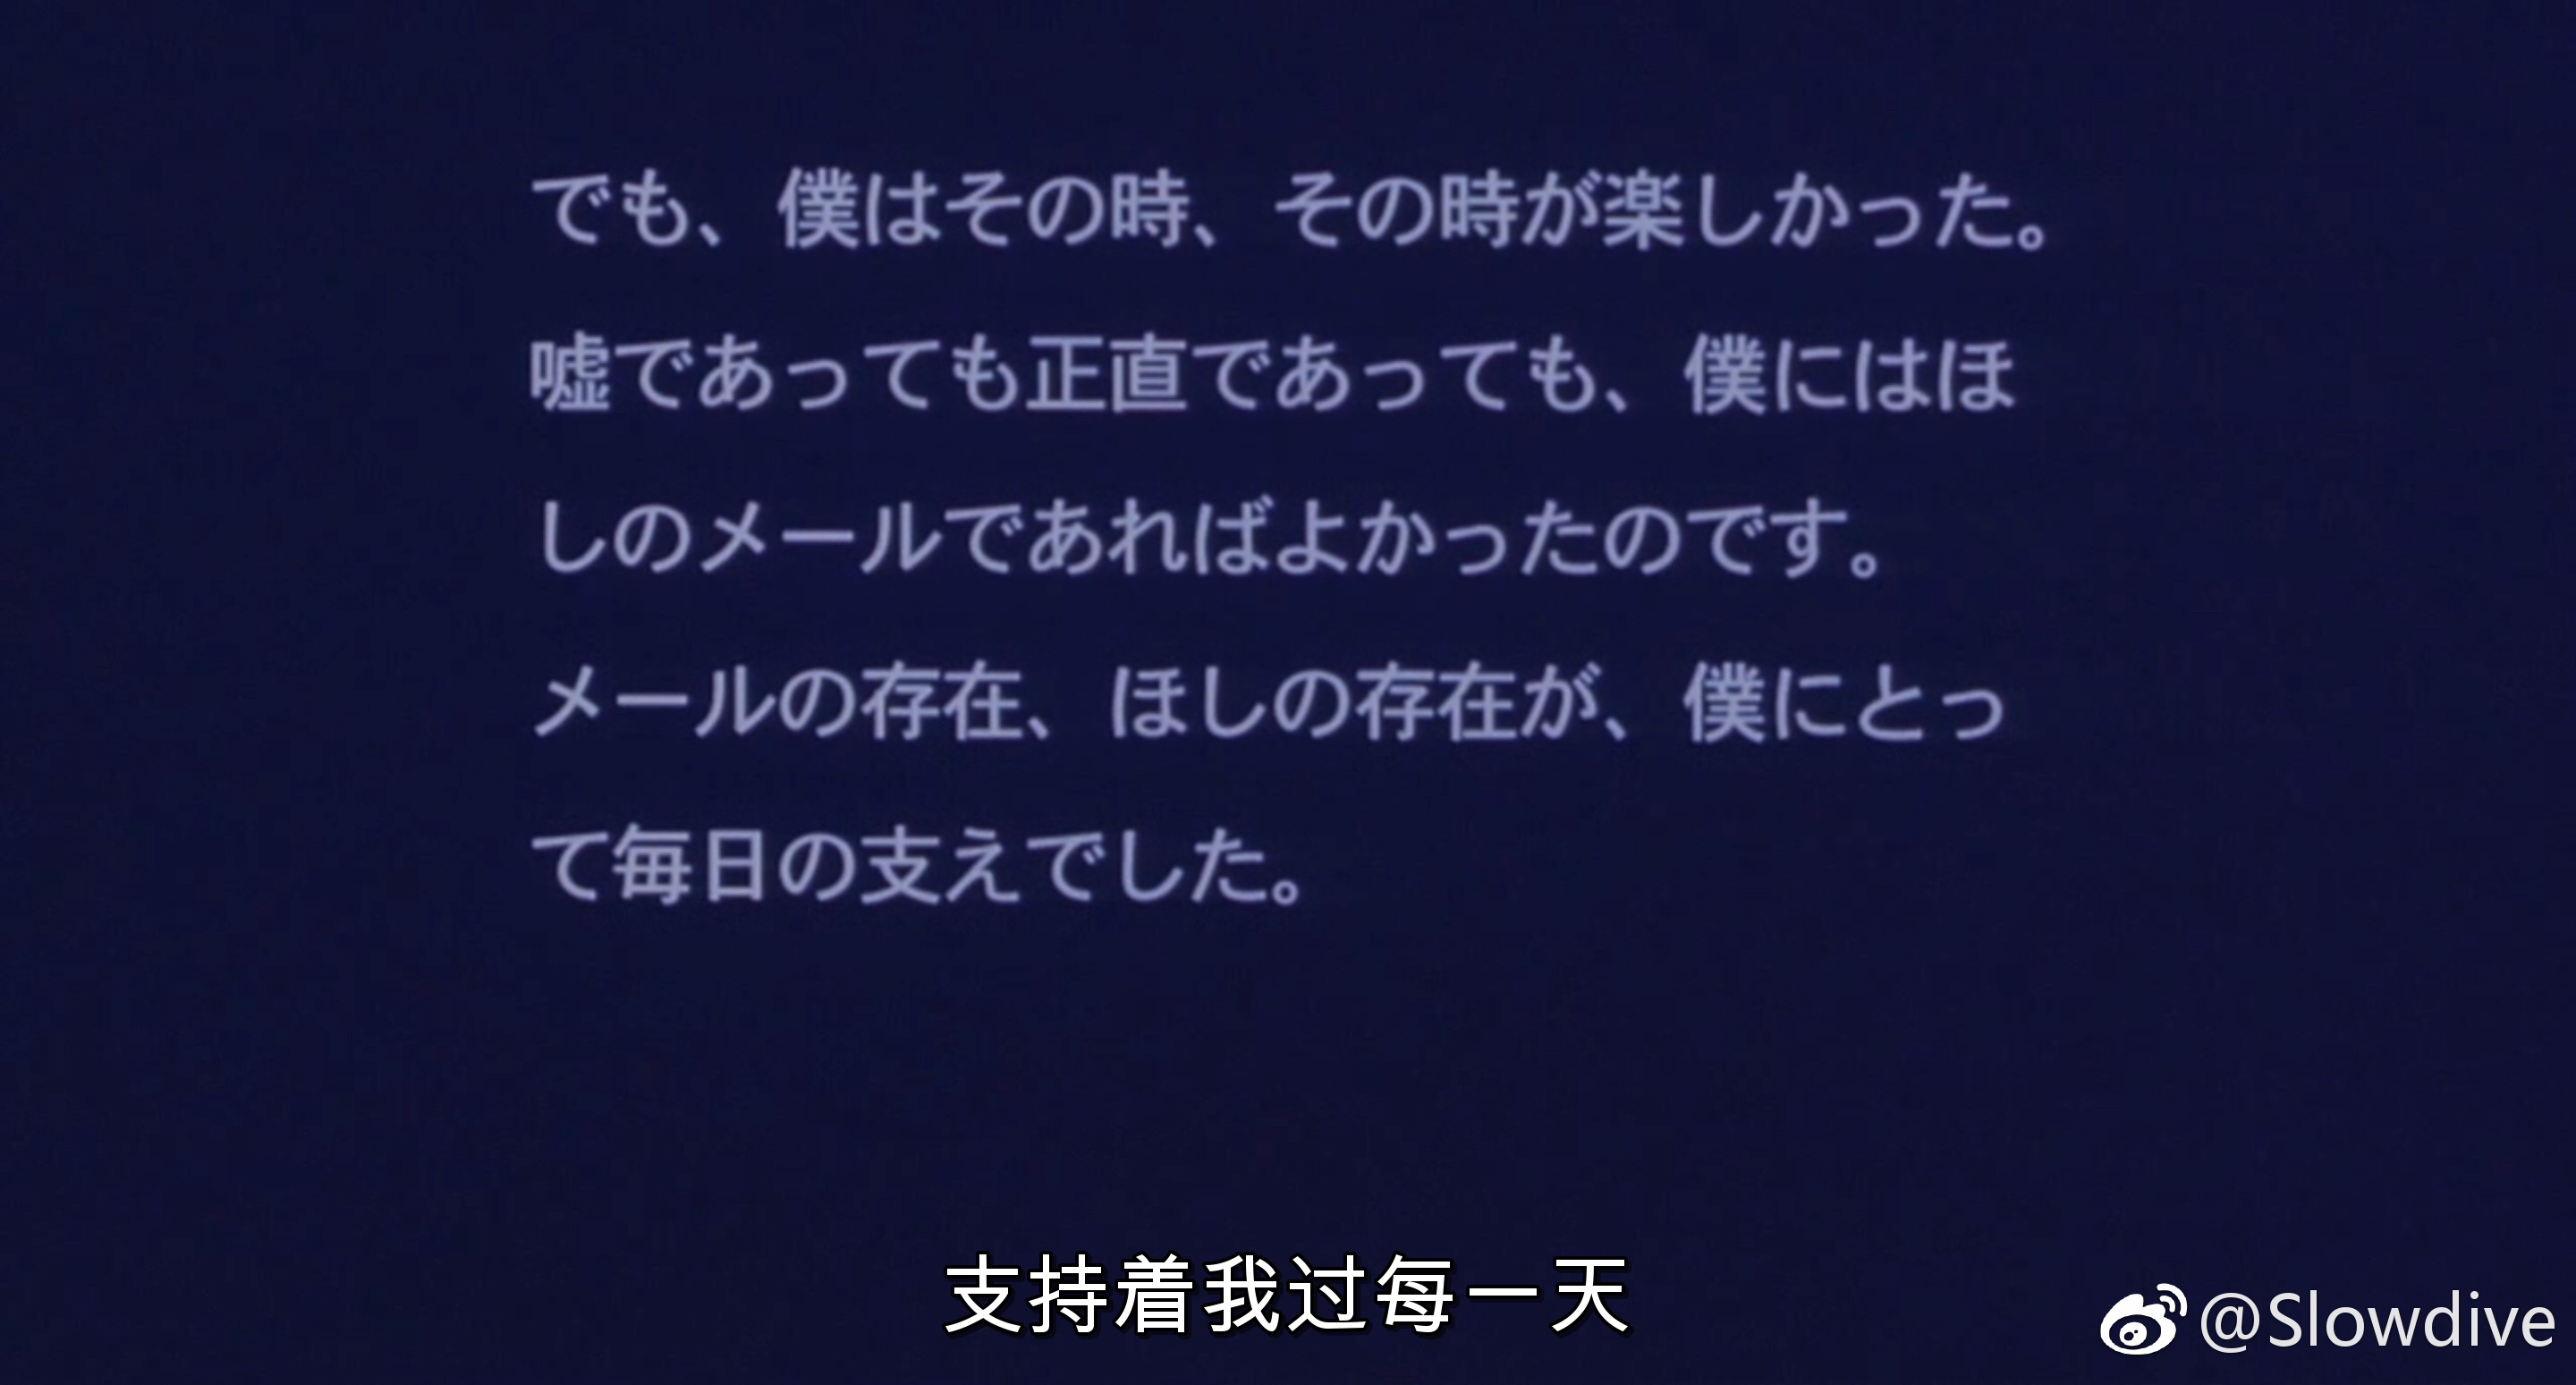 でも、僕はその時、その時が楽しかった。
嘘であっても正直であっても、僕にはほ
しのメールであればよかったのです。
メールの存在、ほしの存在が、僕にとっ
て毎日の支えでした。
支持着我过每一天
@Slowdive